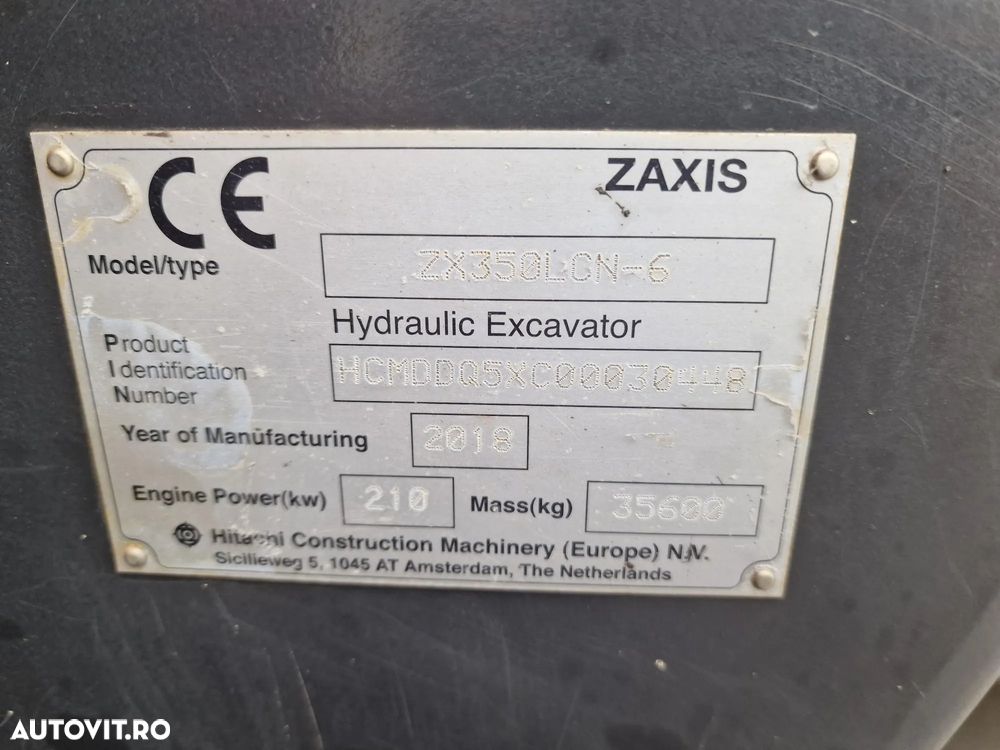 CE
ZAXIS
Model/type ZX350LCN-6
Hydraulic Excavator
Product
Identification
Number
HCMDDQ5XC00030448
Year of Manufacturing 2018
Engine Power(kw) 210 Mass(kg) 35600
Hitachi Construction Machinery (Europe) N.V.
Sicilieweg 5, 1045 AT Amsterdam, The Netherlands
AUTOVIT.RO